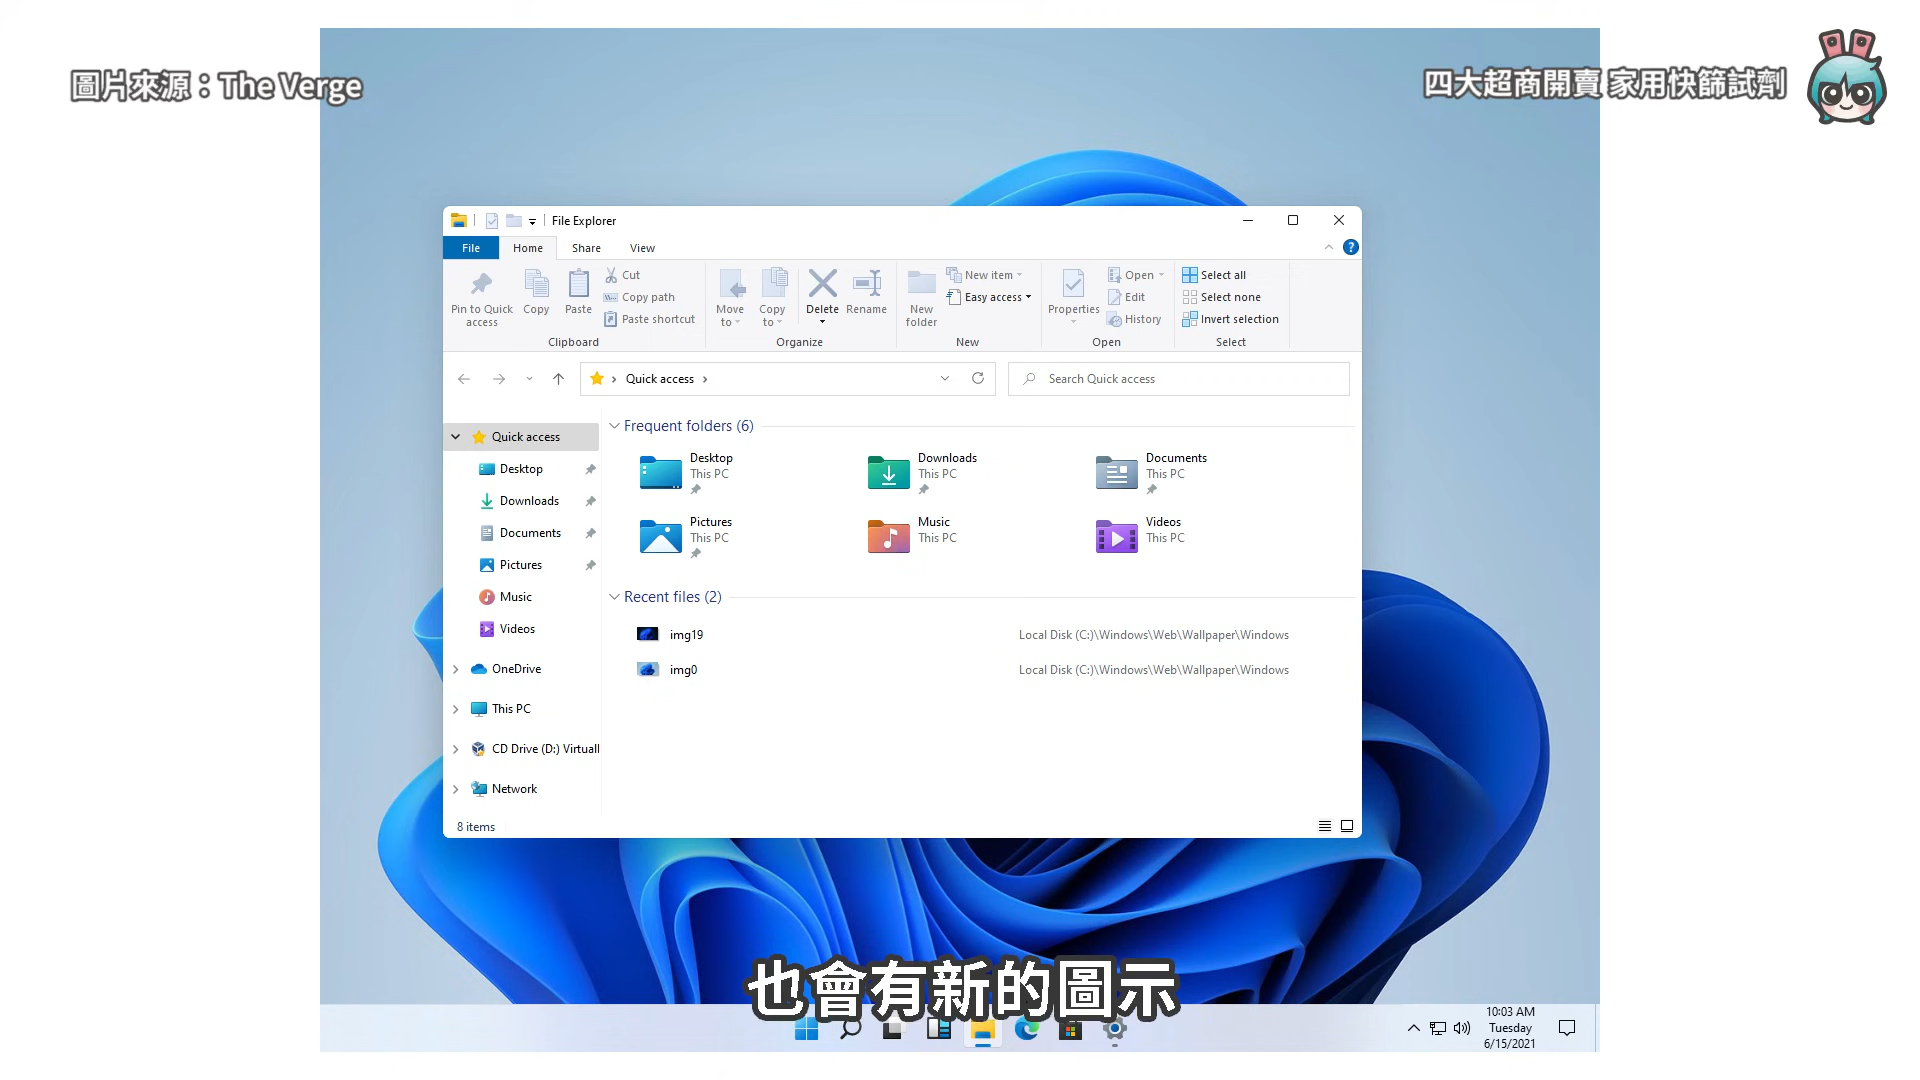 圖片來源：The Verge
四大超商開賣 家用快篩試劑
File Explorer
File Home Share View
Pin to Quick access
Copy
Paste
Cut
Copy path
Paste shortcut
Clipboard
Move to
Copy to
Delete
Rename
Organize
New folder
New item
Easy access
New
Properties
Open
Edit
History
Open
Select all
Select none
Invert selection
Select
Quick access
Search Quick access
Quick access
Desktop
Downloads
Documents
Pictures
Music
Videos
OneDrive
This PC
CD Drive (D:) Virtuall
Network
8 items
Frequent folders (6)
Desktop
This PC
Downloads
This PC
Documents
This PC
Pictures
This PC
Music
This PC
Videos
This PC
Recent files (2)
img19 Local Disk (C:)\Windows\Web\Wallpaper\Windows
img0 Local Disk (C:)\Windows\Web\Wallpaper\Windows
也會有新的圖示
10:03 AM
Tuesday
6/15/2021